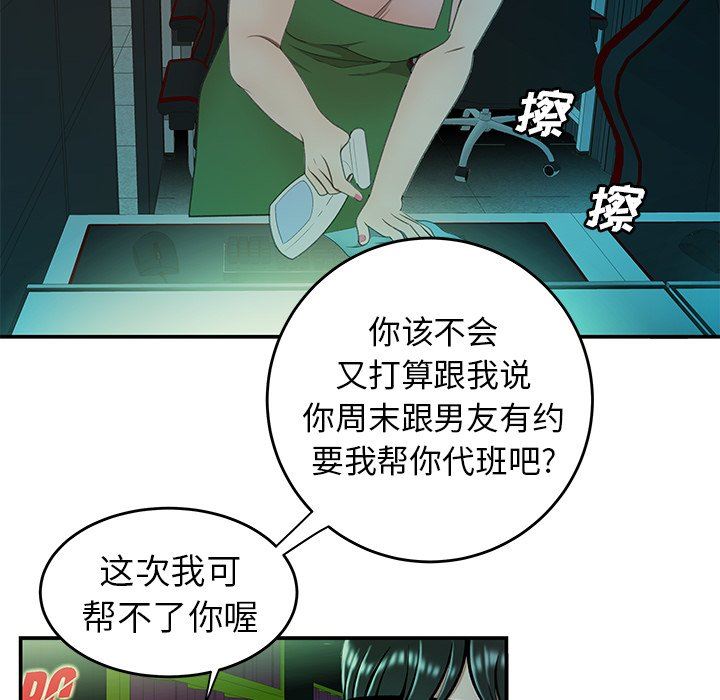 擦
擦
你该不会
又打算跟我说
你周末跟男友有约
要我帮你代班吧?
这次我可
帮不了你喔